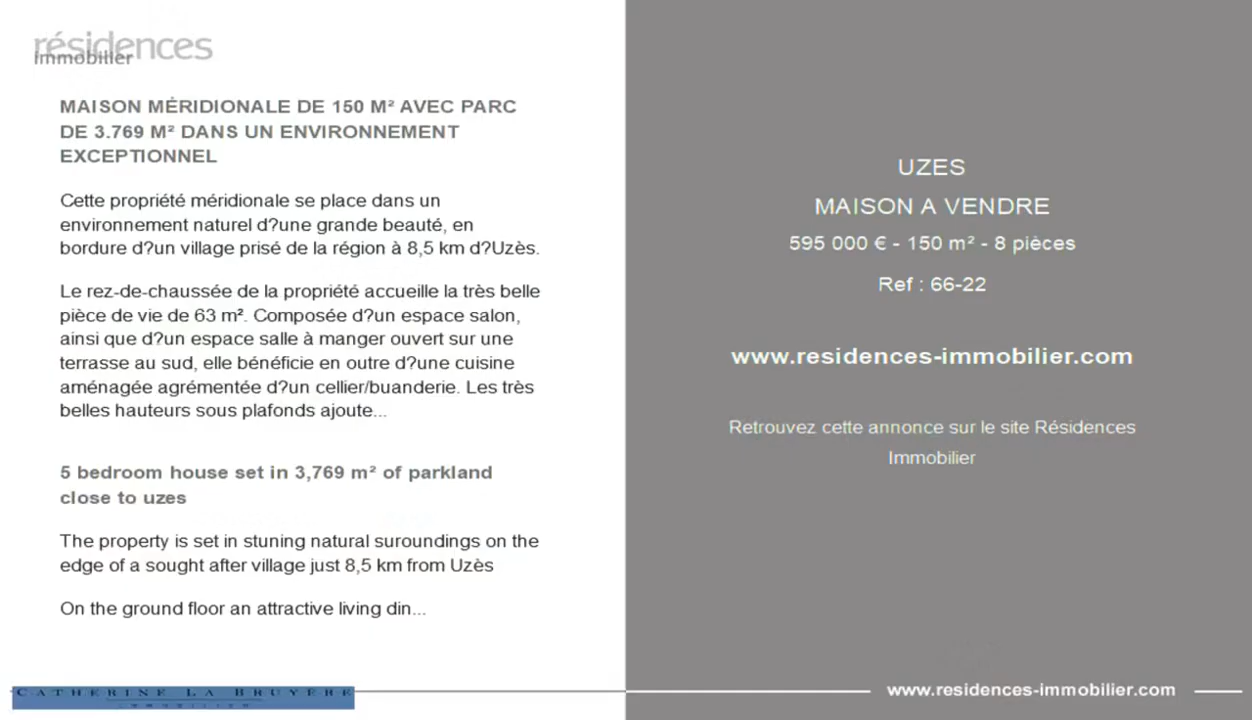 résidences
immobilier
MAISON MÉRIDIONALE DE 150 M² AVEC PARC
DE 3.769 M² DANS UN ENVIRONNEMENT
EXCEPTIONNEL
Cette propriété méridionale se place dans un
environnement naturel d?une grande beauté, en
bordure d?un village prisé de la région à 8,5 km d?Uzès.
Le rez-de-chaussée de la propriété accueille la très belle
pièce de vie de 63 m². Composée d?un espace salon,
ainsi que d?un espace salle à manger ouvert sur une
terrasse au sud, elle bénéficie en outre d?une cuisine
aménagée agrémentée d?un cellier/buanderie. Les très
belles hauteurs sous plafonds ajoute...
5 bedroom house set in 3,769 m² of parkland
close to uzes
The property is set in stuning natural suroundings on the
edge of a sought after village just 8,5 km from Uzès
On the ground floor an attractive living din...
CATHERINE LA BRUYÈRE
IMMOBILIER
UZES
MAISON A VENDRE
595 000 € - 150 m² - 8 pièces
Ref : 66-22
www.residences-immobilier.com
Retrouvez cette annonce sur le site Résidences
Immobilier
www.residences-immobilier.com